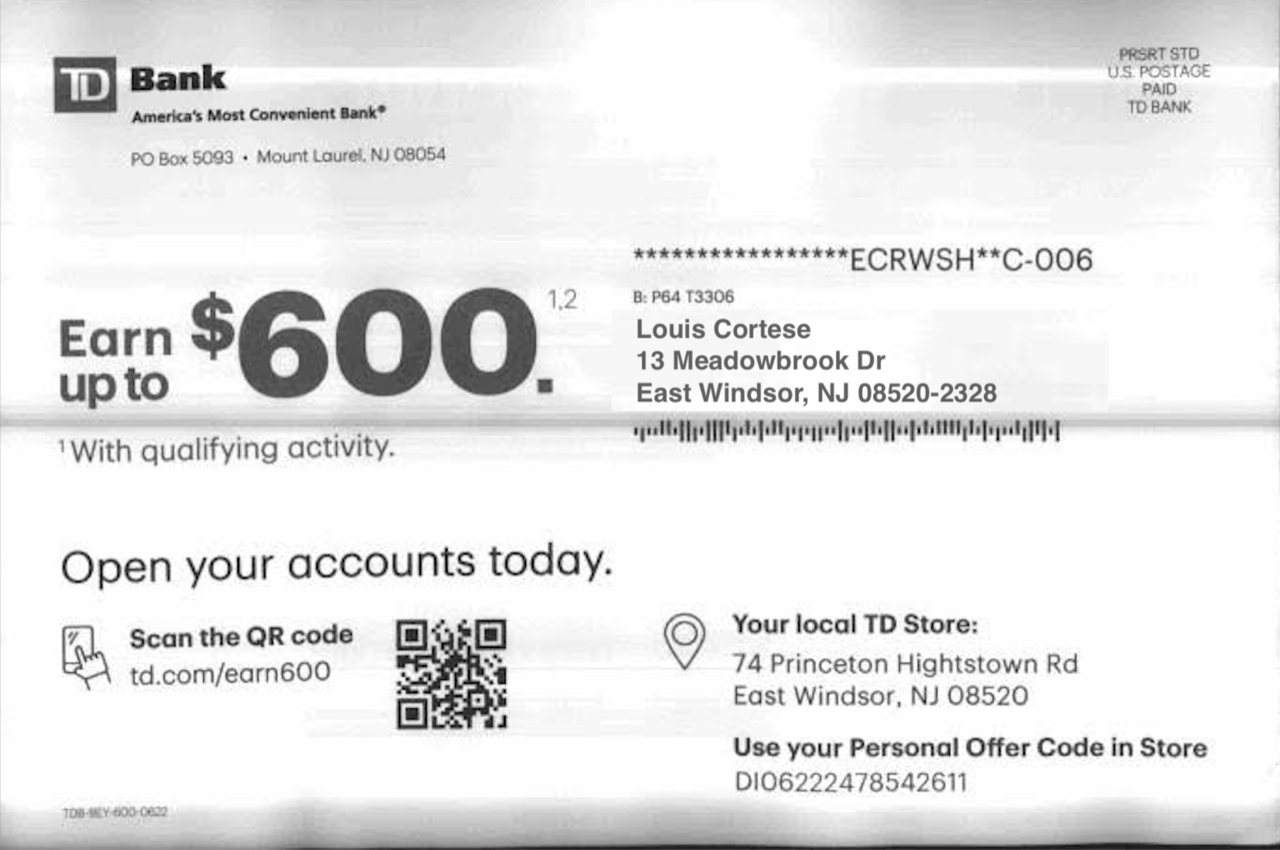 TD Bank
America's Most Convenient Bank®
PO Box 5093 • Mount Laurel, NJ 08054
PRSRT STD
U.S. POSTAGE
PAID
TD BANK
*****************ECRWSH**C-006
B: P64 T3306
Louis Cortese
13 Meadowbrook Dr
East Windsor, NJ 08520-2328
Earn up to $600.1,2
1 With qualifying activity.
Open your accounts today.
Scan the QR code
td.com/earn600
Your local TD Store:
74 Princeton Hightstown Rd
East Windsor, NJ 08520
Use your Personal Offer Code in Store
DI06222478542611
TDB-BEY-600-0622